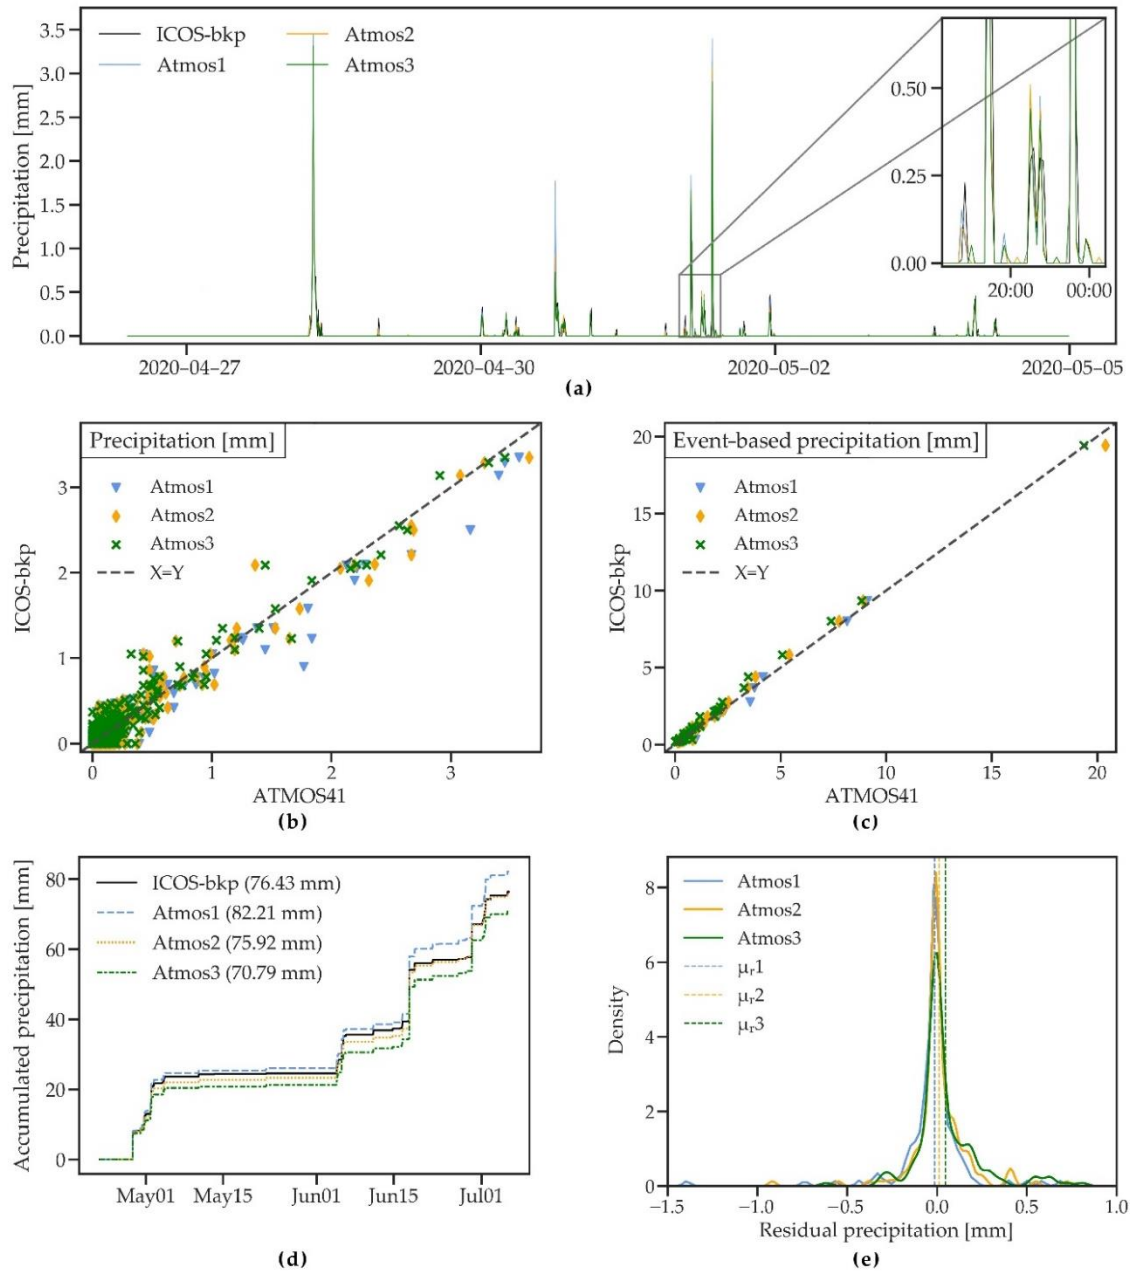 3.5
3.0
2.5
2.0
1.5
1.0
0.5
0.0
Precipitation [mm]
ICOS-bkp
Atmos1
Atmos2
Atmos3
0.50
0.25
0.00
20:00 00:00
2020-04-27 2020-04-30 2020-05-02 2020-05-05
(a)
Precipitation [mm]
Atmos1
Atmos2
Atmos3
X=Y
ICOS-bkp
3
2
1
0
0 1 2 3
ATMOS41
(b)
Event-based precipitation [mm]
Atmos1
Atmos2
Atmos3
X=Y
ICOS-bkp
20
15
10
5
0
0 5 10 15 20
ATMOS41
(c)
Accumulated precipitation [mm]
80
60
40
20
0
ICOS-bkp (76.43 mm)
Atmos1 (82.21 mm)
Atmos2 (75.92 mm)
Atmos3 (70.79 mm)
May01 May15 Jun01 Jun15 Jul01
(d)
Density
8
6
4
2
0
Atmos1
Atmos2
Atmos3
μr1
μr2
μr3
−1.5 −1.0 −0.5 0.0 0.5 1.0
Residual precipitation [mm]
(e)